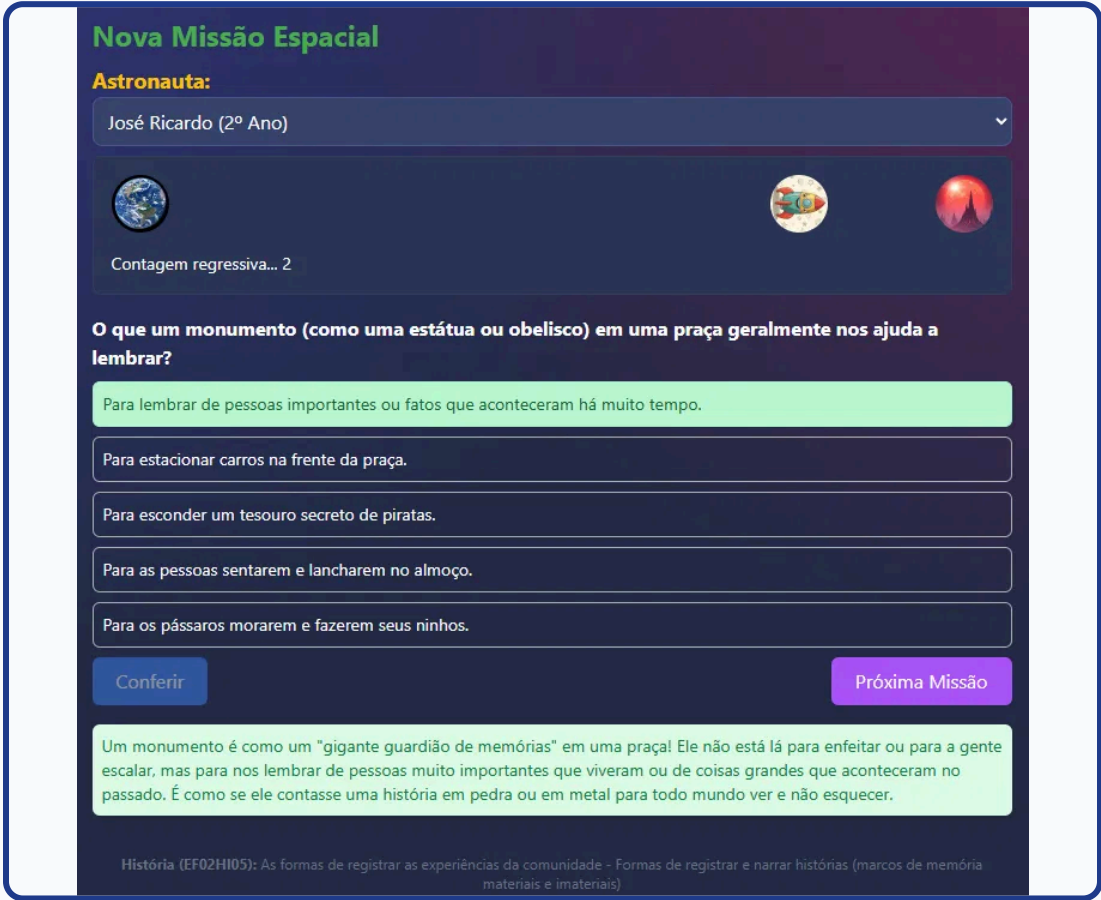 Nova Missão Espacial
Astronauta:
José Ricardo (2º Ano)
Contagem regressiva... 2
O que um monumento (como uma estátua ou obelisco) em uma praça geralmente nos ajuda a
lembrar?
Para lembrar de pessoas importantes ou fatos que aconteceram há muito tempo.
Para estacionar carros na frente da praça.
Para esconder um tesouro secreto de piratas.
Para as pessoas sentarem e lancharem no almoço.
Para os pássaros morarem e fazerem seus ninhos.
Conferir
Próxima Missão
Um monumento é como um "gigante guardião de memórias" em uma praça! Ele não está lá para enfeitar ou para a gente
escalar, mas para nos lembrar de pessoas muito importantes que viveram ou de coisas grandes que aconteceram no
passado. É como se ele contasse uma história em pedra ou em metal para todo mundo ver e não esquecer.
História (EF02HI05): As formas de registrar as experiências da comunidade - Formas de registrar e narrar histórias (marcos de memória
materiais e imateriais)